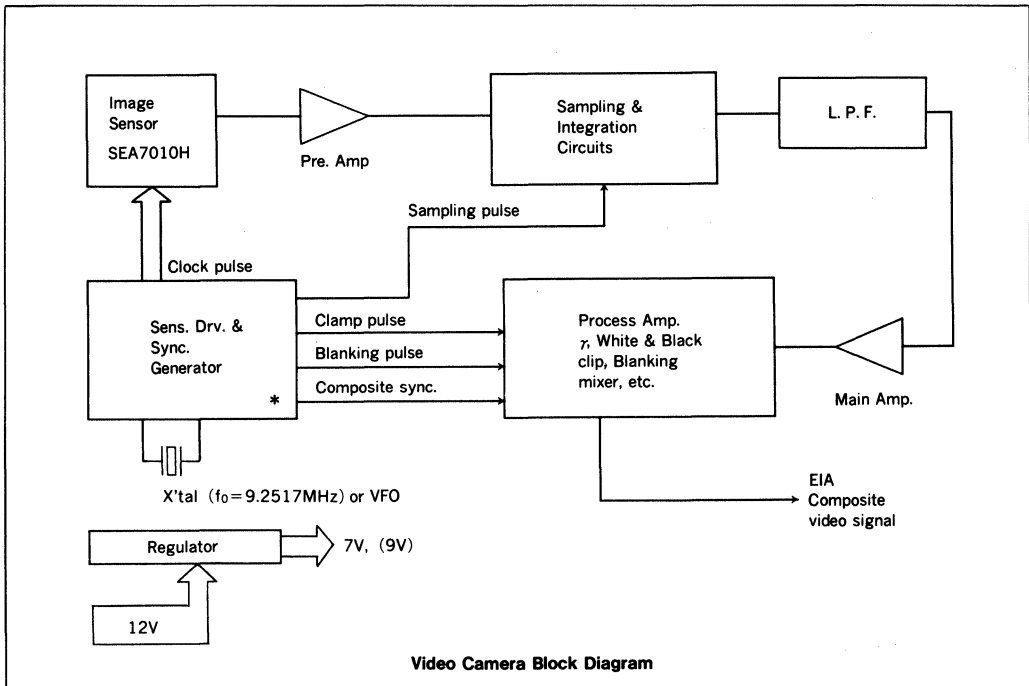 Image
Sensor
SEA7010H
Pre. Amp
Sampling &
Integration
Circuits
L. P. F.
Sampling pulse
Clock pulse
Sens. Drv. &
Sync.
Generator
*
Clamp pulse
Blanking pulse
Composite sync.
Process Amp.
γ, White & Black
clip, Blanking
mixer, etc.
Main Amp.
X'tal (f₀=9.2517MHz) or VFO
EIA
Composite
video signal
Regulator
7V, (9V)
12V
Video Camera Block Diagram